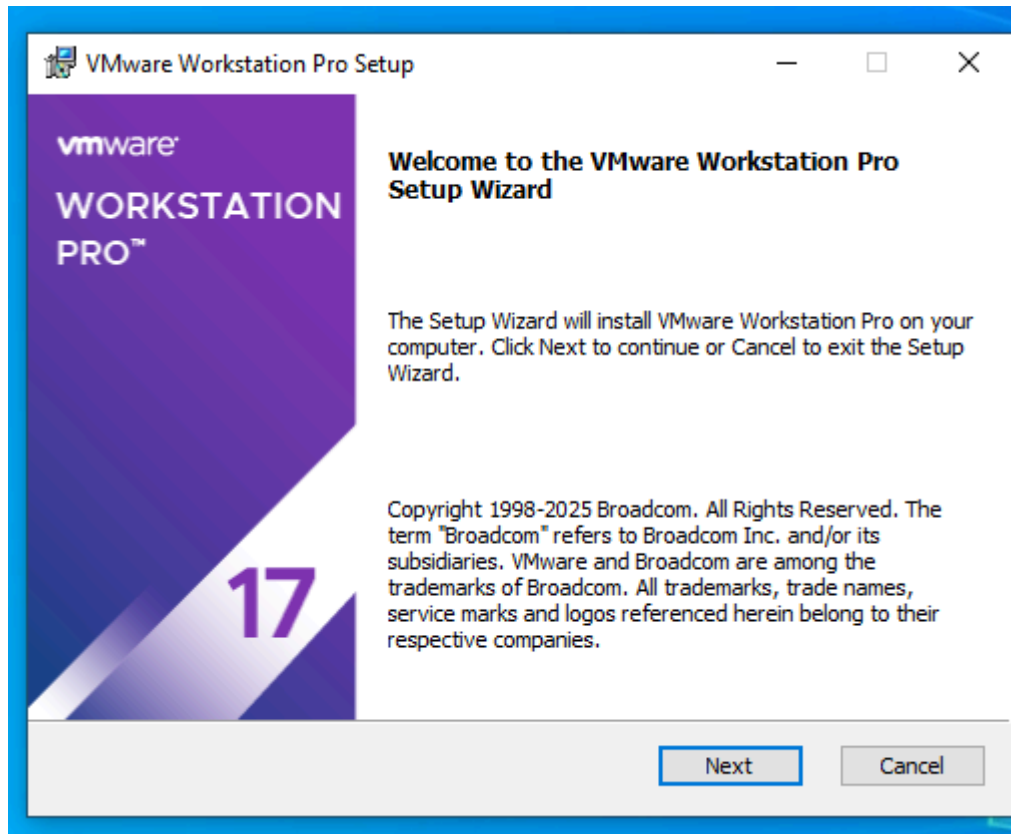 VMware Workstation Pro Setup
vmware®
WORKSTATION
PRO™
Welcome to the VMware Workstation Pro
Setup Wizard
The Setup Wizard will install VMware Workstation Pro on your
computer. Click Next to continue or Cancel to exit the Setup
Wizard.
Copyright 1998-2025 Broadcom. All Rights Reserved. The
term "Broadcom" refers to Broadcom Inc. and/or its
subsidiaries. VMware and Broadcom are among the
trademarks of Broadcom. All trademarks, trade names,
service marks and logos referenced herein belong to their
respective companies.
17
Next
Cancel